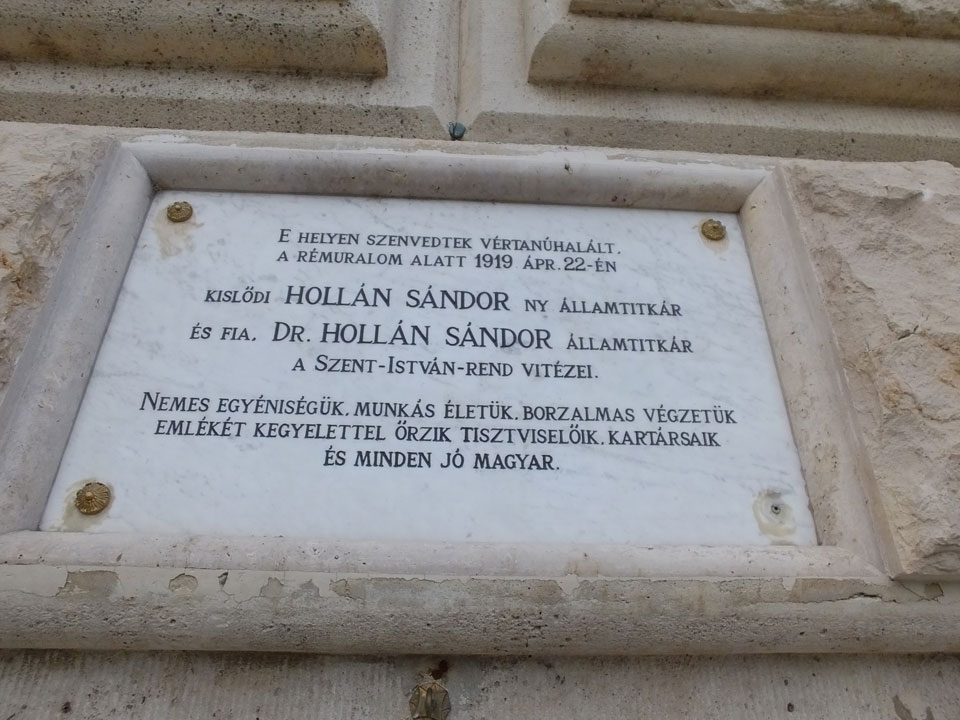 E HELYEN SZENVEDTEK VÉRTANÚHALÁLT,
A RÉMURALOM ALATT 1919 ÁPR. 22-ÉN
KISLŐDI HOLLÁN SÁNDOR NY ÁLLAMTITKÁR
ÉS FIA, DR. HOLLÁN SÁNDOR ÁLLAMTITKÁR
A SZENT-ISTVÁN-REND VITÉZEI.
NEMES EGYÉNISÉGÜK, MUNKÁS ÉLETÜK, BORZALMAS VÉGZETÜK
EMLÉKÉT KEGYELETTEL ŐRZIK TISZTVISELŐIK, KARTÁRSAIK
ÉS MINDEN JÓ MAGYAR.